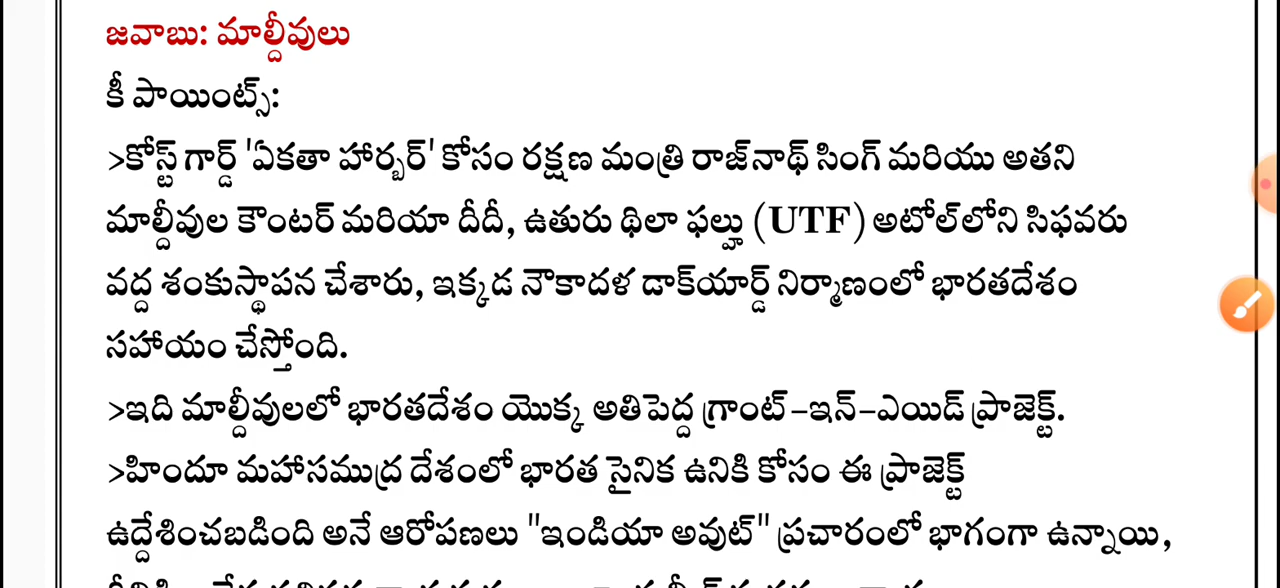 జవాబు: మాల్దీవులు
కీ పాయింట్స్:
>కోస్ట్ గార్డ్ 'ఏకతా హార్బర్' కోసం రక్షణ మంత్రి రాజ్‌నాథ్ సింగ్ మరియు అతని
మాల్దీవుల కౌంటర్ మరియా దీదీ, ఉతురు థిలా ఫల్హు (UTF) అటోల్‌లోని సిఫవరు
వద్ద శంకుస్థాపన చేశారు, ఇక్కడ నౌకాదళ డాక్‌యార్డ్ నిర్మాణంలో భారతదేశం
సహాయం చేస్తోంది.
>ఇది మాల్దీవులలో భారతదేశం యొక్క అతిపెద్ద గ్రాంట్-ఇన్-ఎయిడ్ ప్రాజెక్ట్.
>హిందూ మహాసముద్ర దేశంలో భారత సైనిక ఉనికి కోసం ఈ ప్రాజెక్ట్
ఉద్దేశించబడింది అనే ఆరోపణలు "ఇండియా అవుట్" ప్రచారంలో భాగంగా ఉన్నాయి,